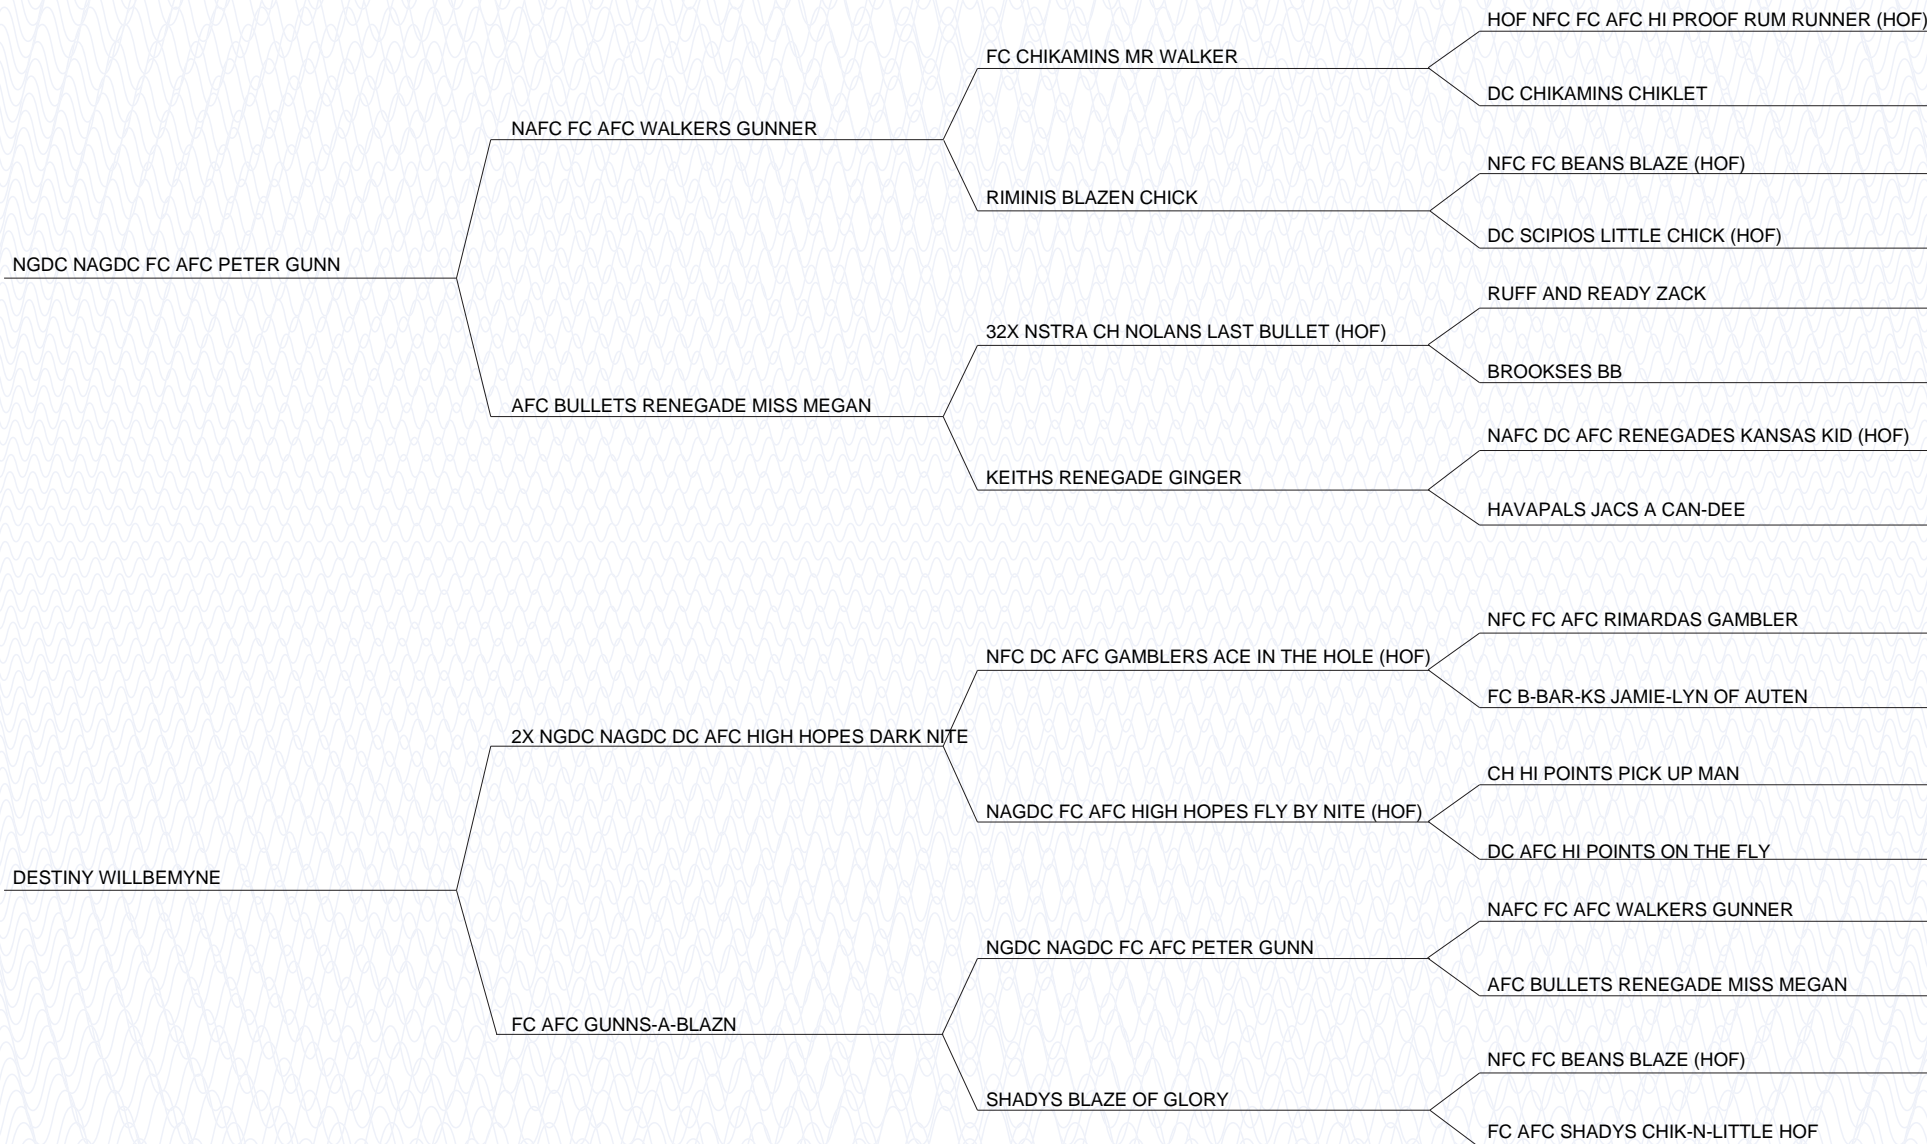 HOF NFC FC AFC HI PROOF RUM RUNNER (HOF)
FC CHIKAMINS MR WALKER
DC CHIKAMINS CHIKLET
NAFC FC AFC WALKERS GUNNER
NFC FC BEANS BLAZE (HOF)
RIMINIS BLAZEN CHICK
DC SCIPIOS LITTLE CHICK (HOF)
NGDC NAGDC FC AFC PETER GUNN
RUFF AND READY ZACK
32X NSTRA CH NOLANS LAST BULLET (HOF)
BROOKSES BB
AFC BULLETS RENEGADE MISS MEGAN
NAFC DC AFC RENEGADES KANSAS KID (HOF)
KEITHS RENEGADE GINGER
HAVAPALS JACS A CAN-DEE
NFC FC AFC RIMARDAS GAMBLER
NFC DC AFC GAMBLERS ACE IN THE HOLE (HOF)
FC B-BAR-KS JAMIE-LYN OF AUTEN
2X NGDC NAGDC DC AFC HIGH HOPES DARK NITE
CH HI POINTS PICK UP MAN
NAGDC FC AFC HIGH HOPES FLY BY NITE (HOF)
DC AFC HI POINTS ON THE FLY
DESTINY WILLBEMYNE
NAFC FC AFC WALKERS GUNNER
NGDC NAGDC FC AFC PETER GUNN
AFC BULLETS RENEGADE MISS MEGAN
FC AFC GUNNS-A-BLAZN
NFC FC BEANS BLAZE (HOF)
SHADYS BLAZE OF GLORY
FC AFC SHADYS CHIK-N-LITTLE HOF